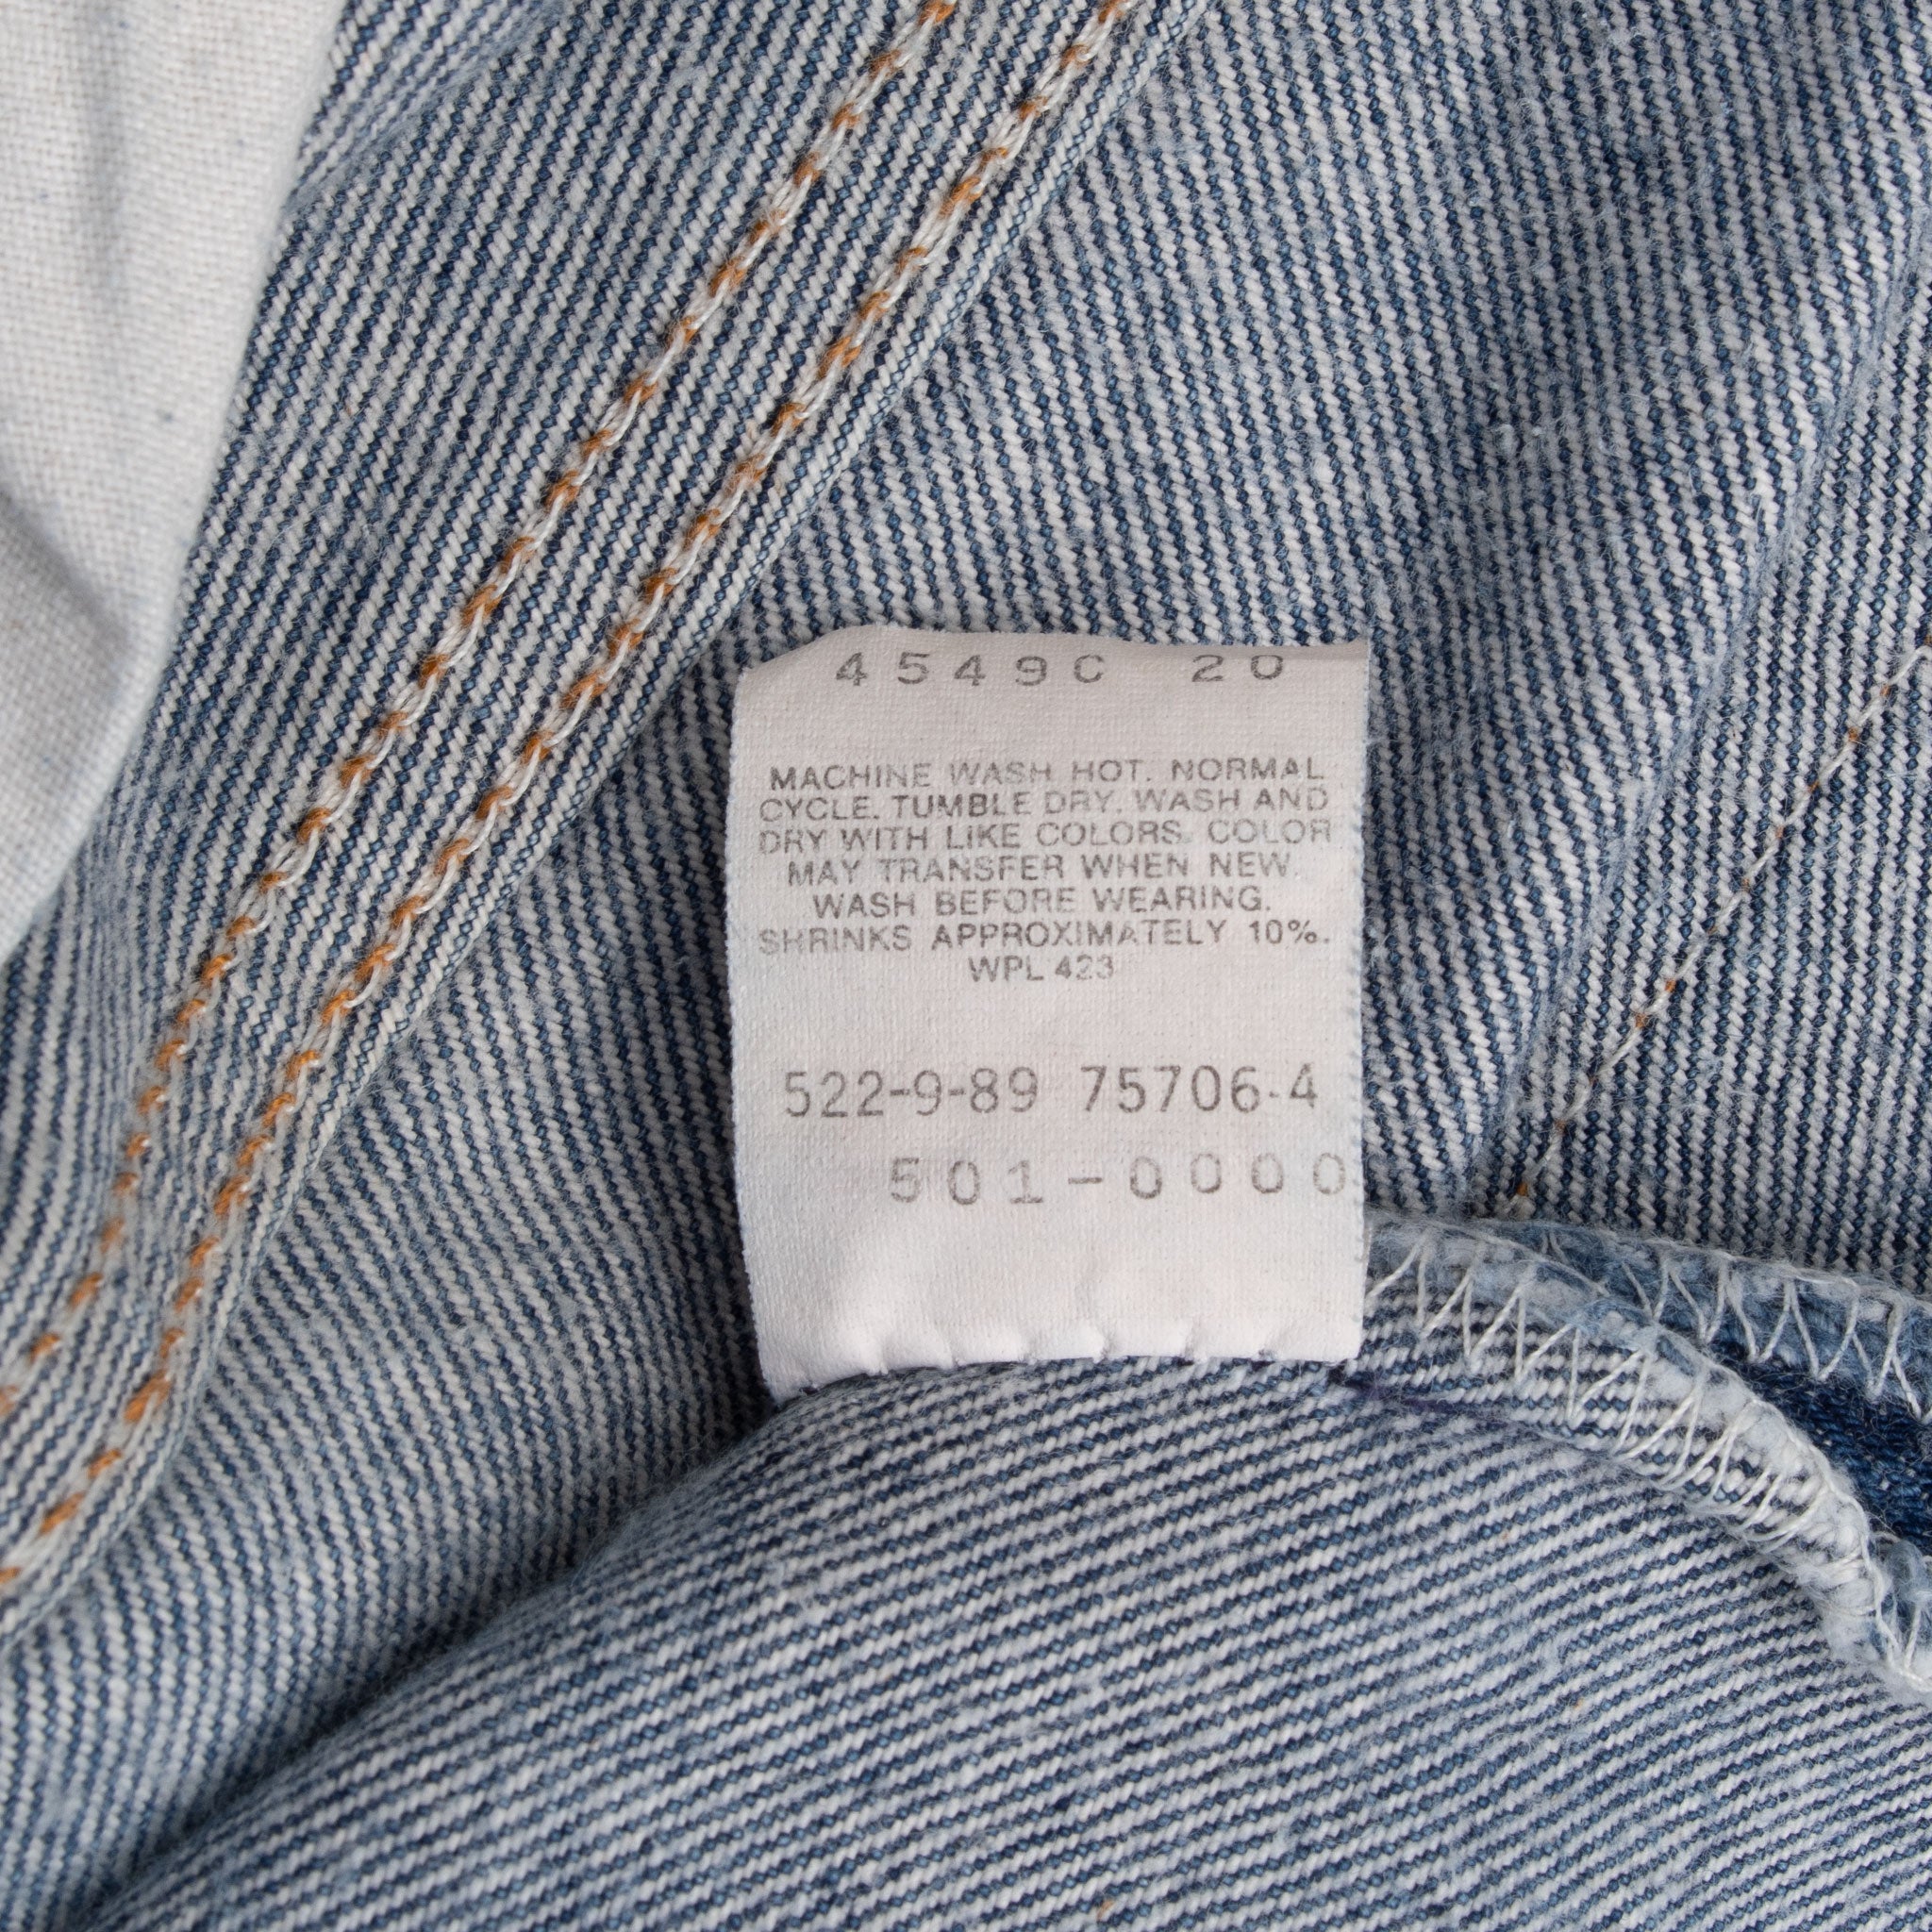 4549C 20
MACHINE WASH HOT. NORMAL
CYCLE. TUMBLE DRY. WASH AND
DRY WITH LIKE COLORS. COLOR
MAY TRANSFER WHEN NEW.
WASH BEFORE WEARING.
SHRINKS APPROXIMATELY 10%.
WPL 423
522-9-89 75706-4
501-0000